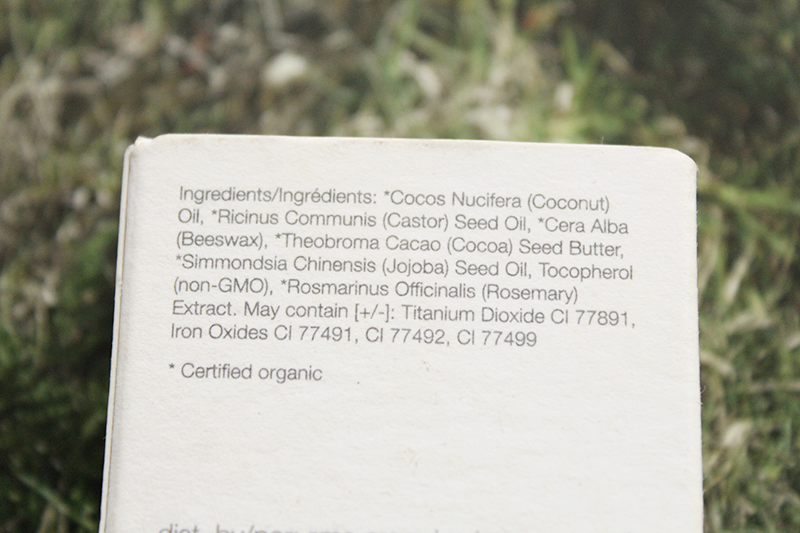 Ingredients/Ingrédients: *Cocos Nucifera (Coconut)
Oil, *Ricinus Communis (Castor) Seed Oil, *Cera Alba
(Beeswax), *Theobroma Cacao (Cocoa) Seed Butter,
*Simmondsia Chinensis (Jojoba) Seed Oil, Tocopherol
(non-GMO), *Rosmarinus Officinalis (Rosemary)
Extract. May contain [+/-]: Titanium Dioxide CI 77891,
Iron Oxides CI 77491, CI 77492, CI 77499
* Certified organic